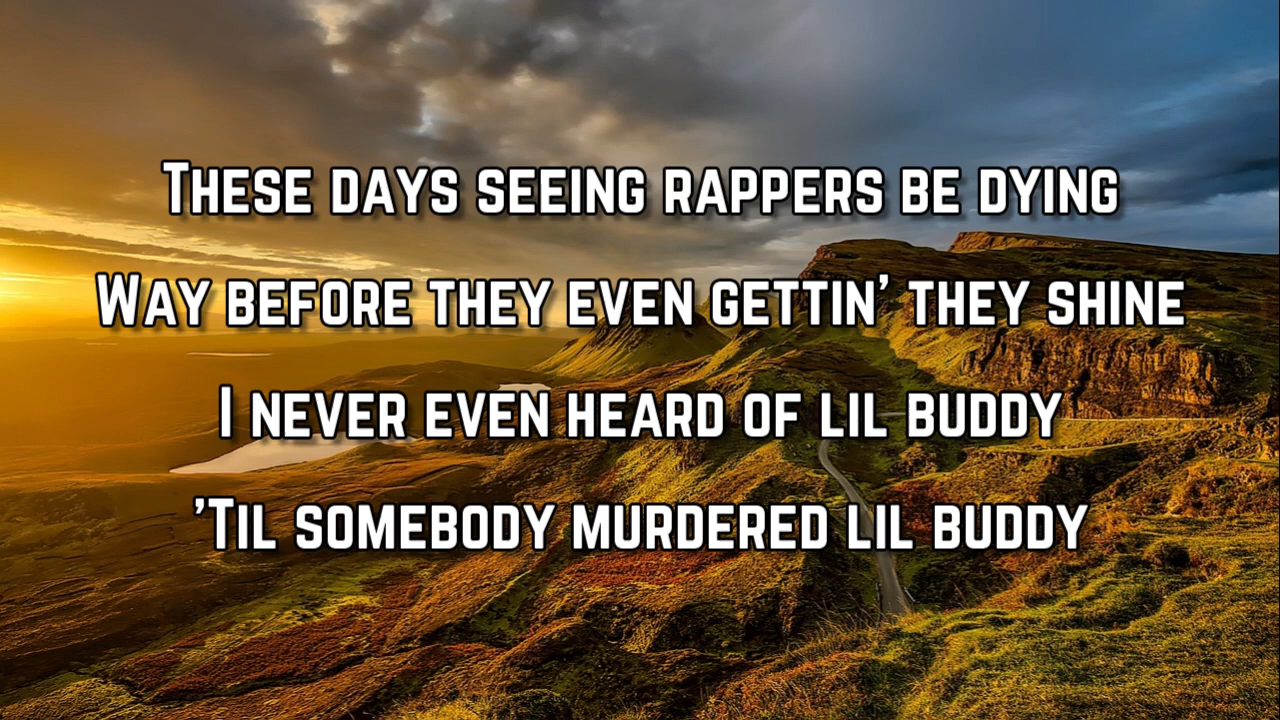 These days seeing rappers be dying
Way before they even gettin' they shine
I never even heard of lil buddy
'Til somebody murdered lil buddy